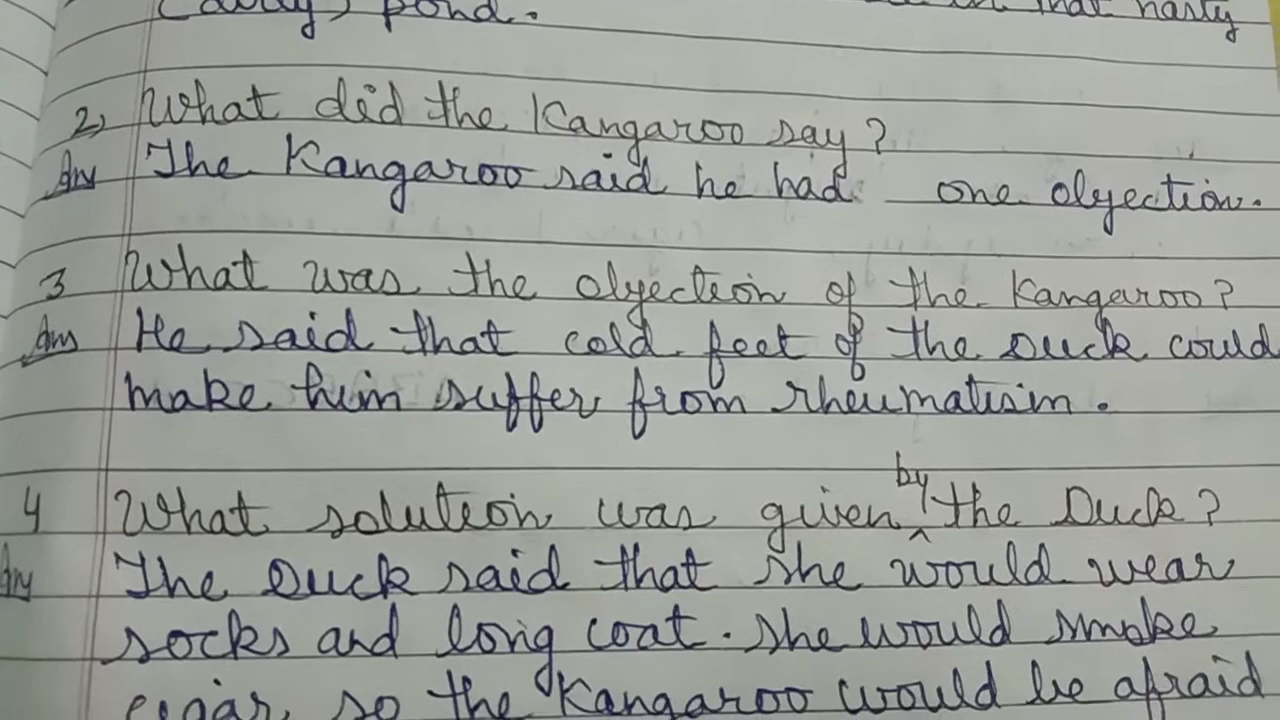 pond. that nasty
2) What did the Kangaroo say?
Ans The Kangaroo said he had one objection.
3 What was the objection of the Kangaroo?
Ans He said that cold feet of the Duck could
make him suffer from rheumatism.
4 What solution was given by the Duck?
Ans The Duck said that she would wear
socks and long coat. She would smoke
cigar, so the Kangaroo would be afraid